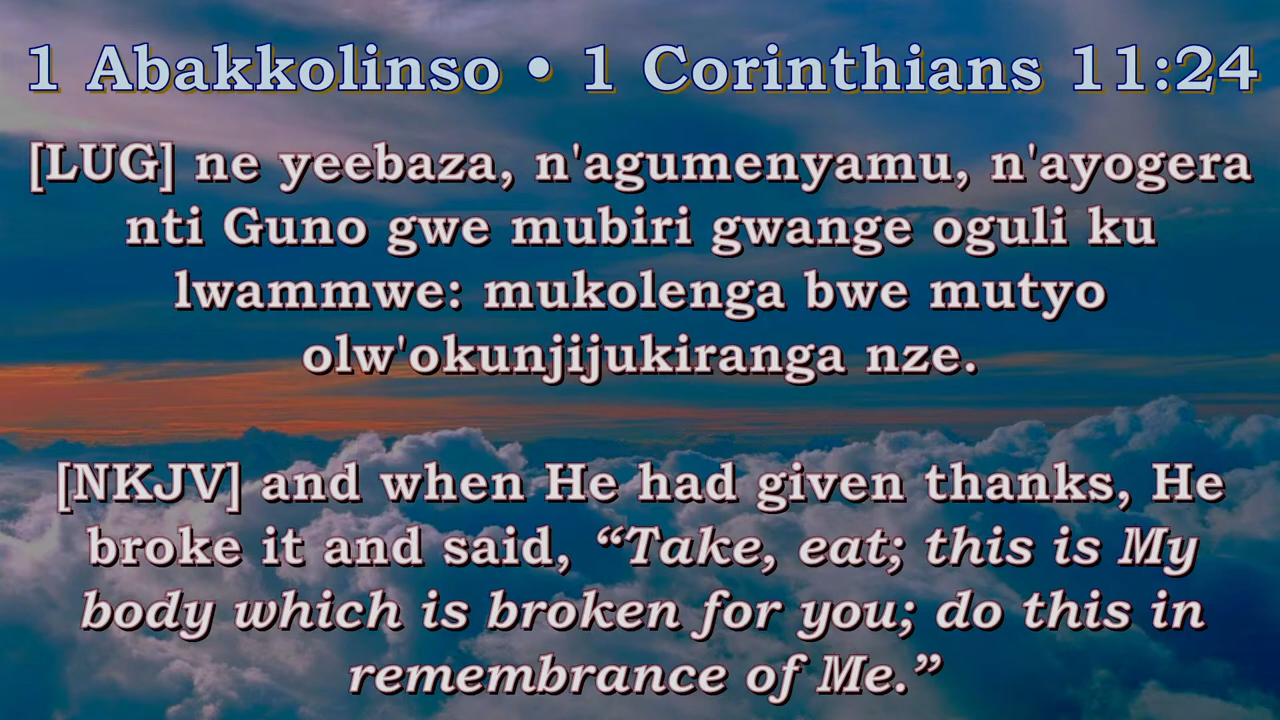 1 Abakkolinso • 1 Corinthians 11:24
[LUG] ne yeebaza, n'agumenyamu, n'ayogera
nti Guno gwe mubiri gwange oguli ku
lwammwe: mukolenga bwe mutyo
olw'okunjijukiranga nze.
[NKJV] and when He had given thanks, He
broke it and said, “Take, eat; this is My
body which is broken for you; do this in
remembrance of Me.”